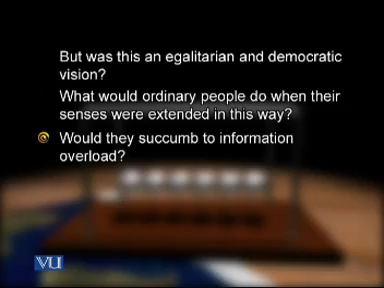 But was this an egalitarian and democratic
vision?
What would ordinary people do when their
senses were extended in this way?
Would they succumb to information
overload?
VU